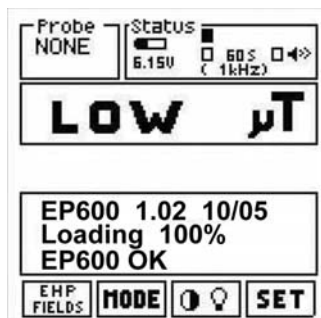 Probe
NONE
Status
6.15V
60S
( 1kHz)
LOW µT
EP600 1.02 10/05
Loading 100%
EP600 OK
EHP
FIELDS
MODE
SET